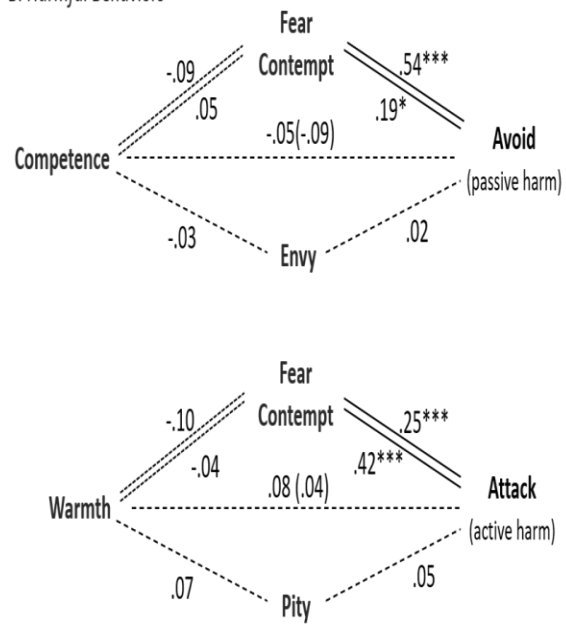 Fear
Contempt
-.09
.54***
.05
.19*
-.05(-.09)
Competence
Avoid
(passive harm)
-.03
.02
Envy
Fear
Contempt
-.10
.25***
-.04
.42***
.08 (.04)
Warmth
Attack
(active harm)
.07
.05
Pity